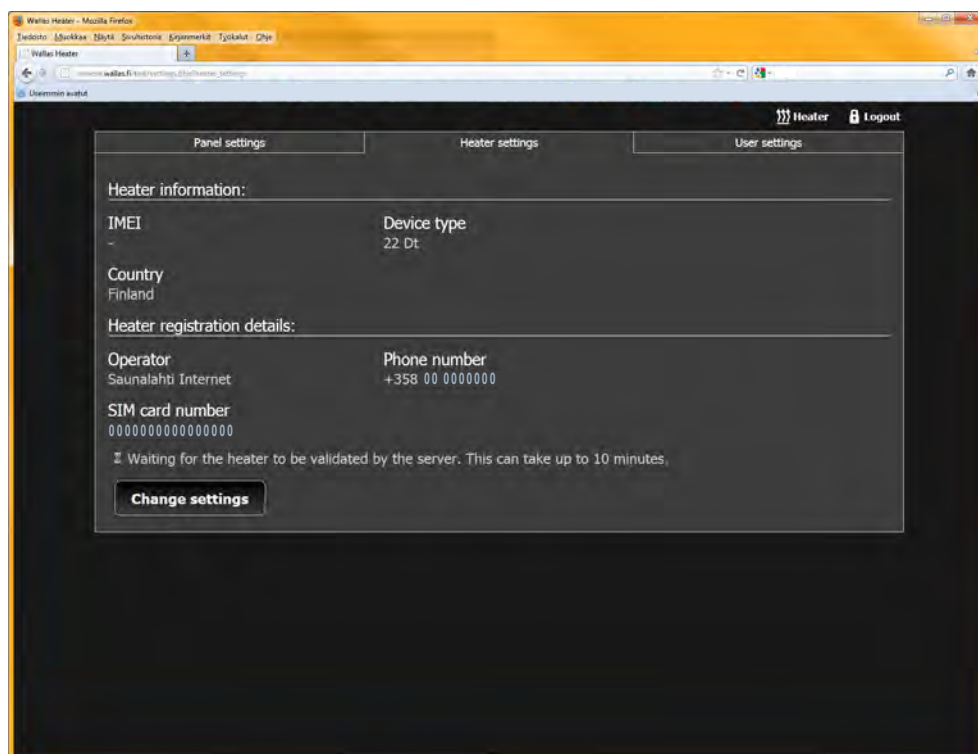 Wallas Heater - Mozilla Firefox
Tiedosto Muokkaa Näytä Sivuhistoria Kirjanmerkit Työkalut Ohje
Wallas Heater +
wallas.fi
Useimmin avatut
Heater Logout
Panel settings Heater settings User settings
Heater information:
IMEI Device type
- 22 Dt
Country
Finland
Heater registration details:
Operator Phone number
Saunalahti Internet +358 00 0000000
SIM card number
0000000000000000
Waiting for the heater to be validated by the server. This can take up to 10 minutes.
Change settings